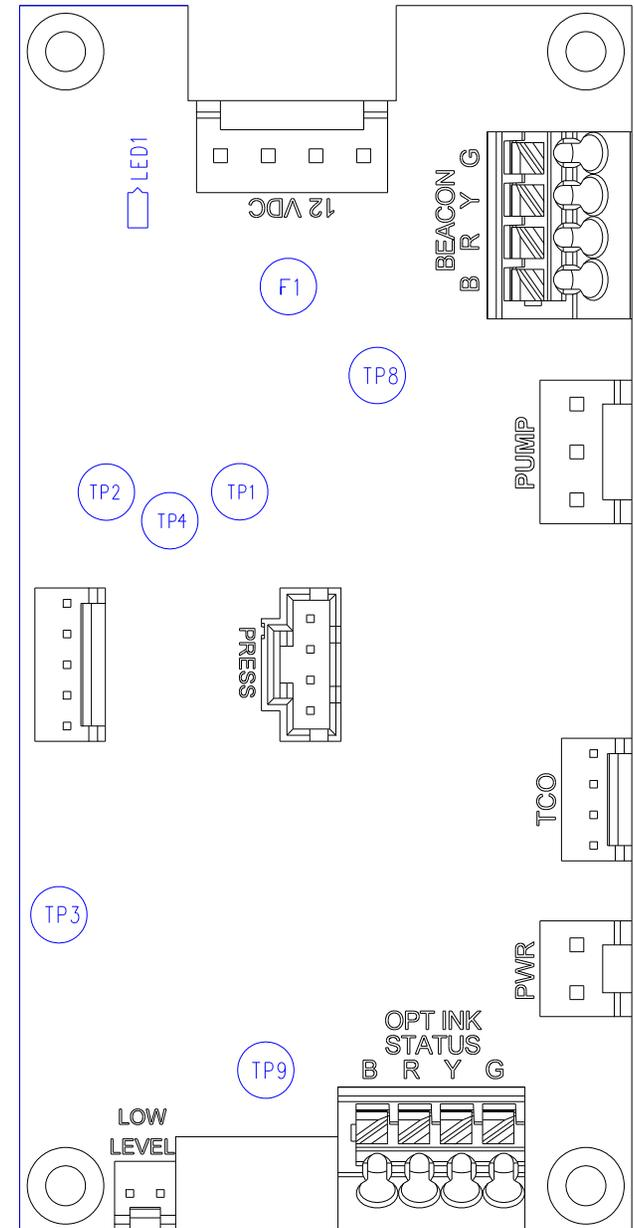 LED1
12 VDC
BEACON
G
Y
R
B
F1
TP8
PUMP
TP2
TP1
TP4
PRESS
TCO
TP3
PWR
OPT INK
STATUS
B R Y G
TP9
LOW
LEVEL